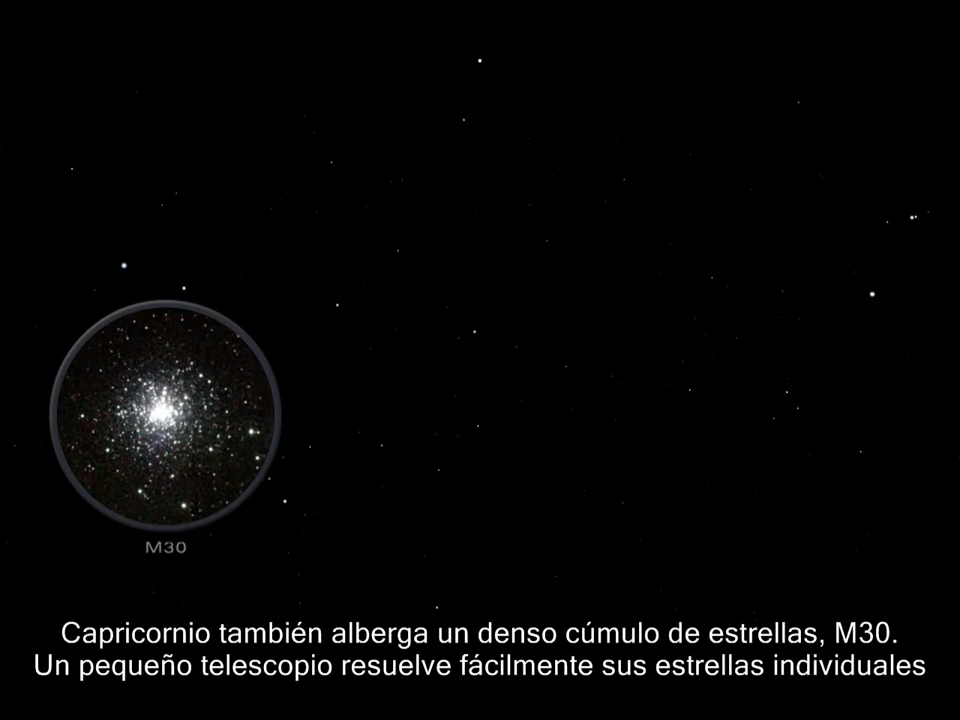 M30
Capricornio también alberga un denso cúmulo de estrellas, M30.
Un pequeño telescopio resuelve fácilmente sus estrellas individuales